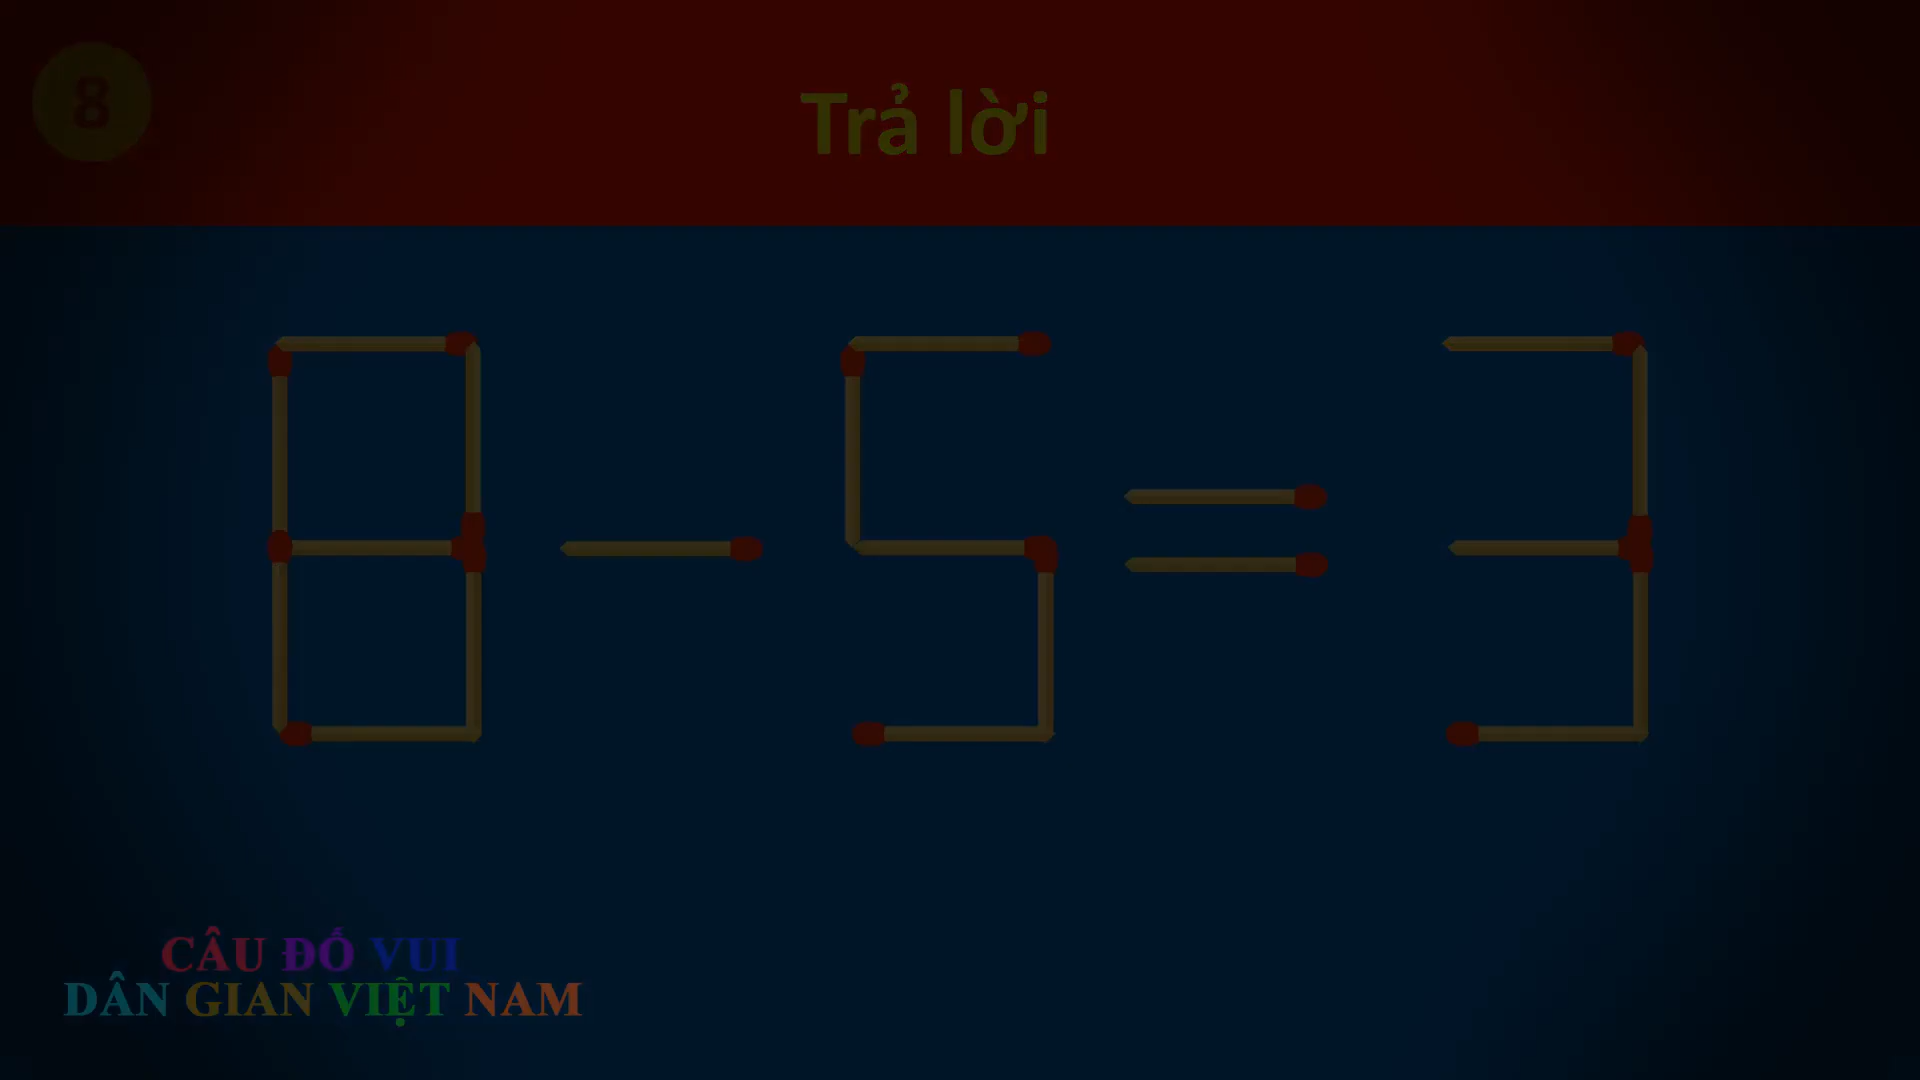 8
Trả lời
8 - 5 = 3
CÂU ĐỐ VUI
DÂN GIAN VIỆT NAM